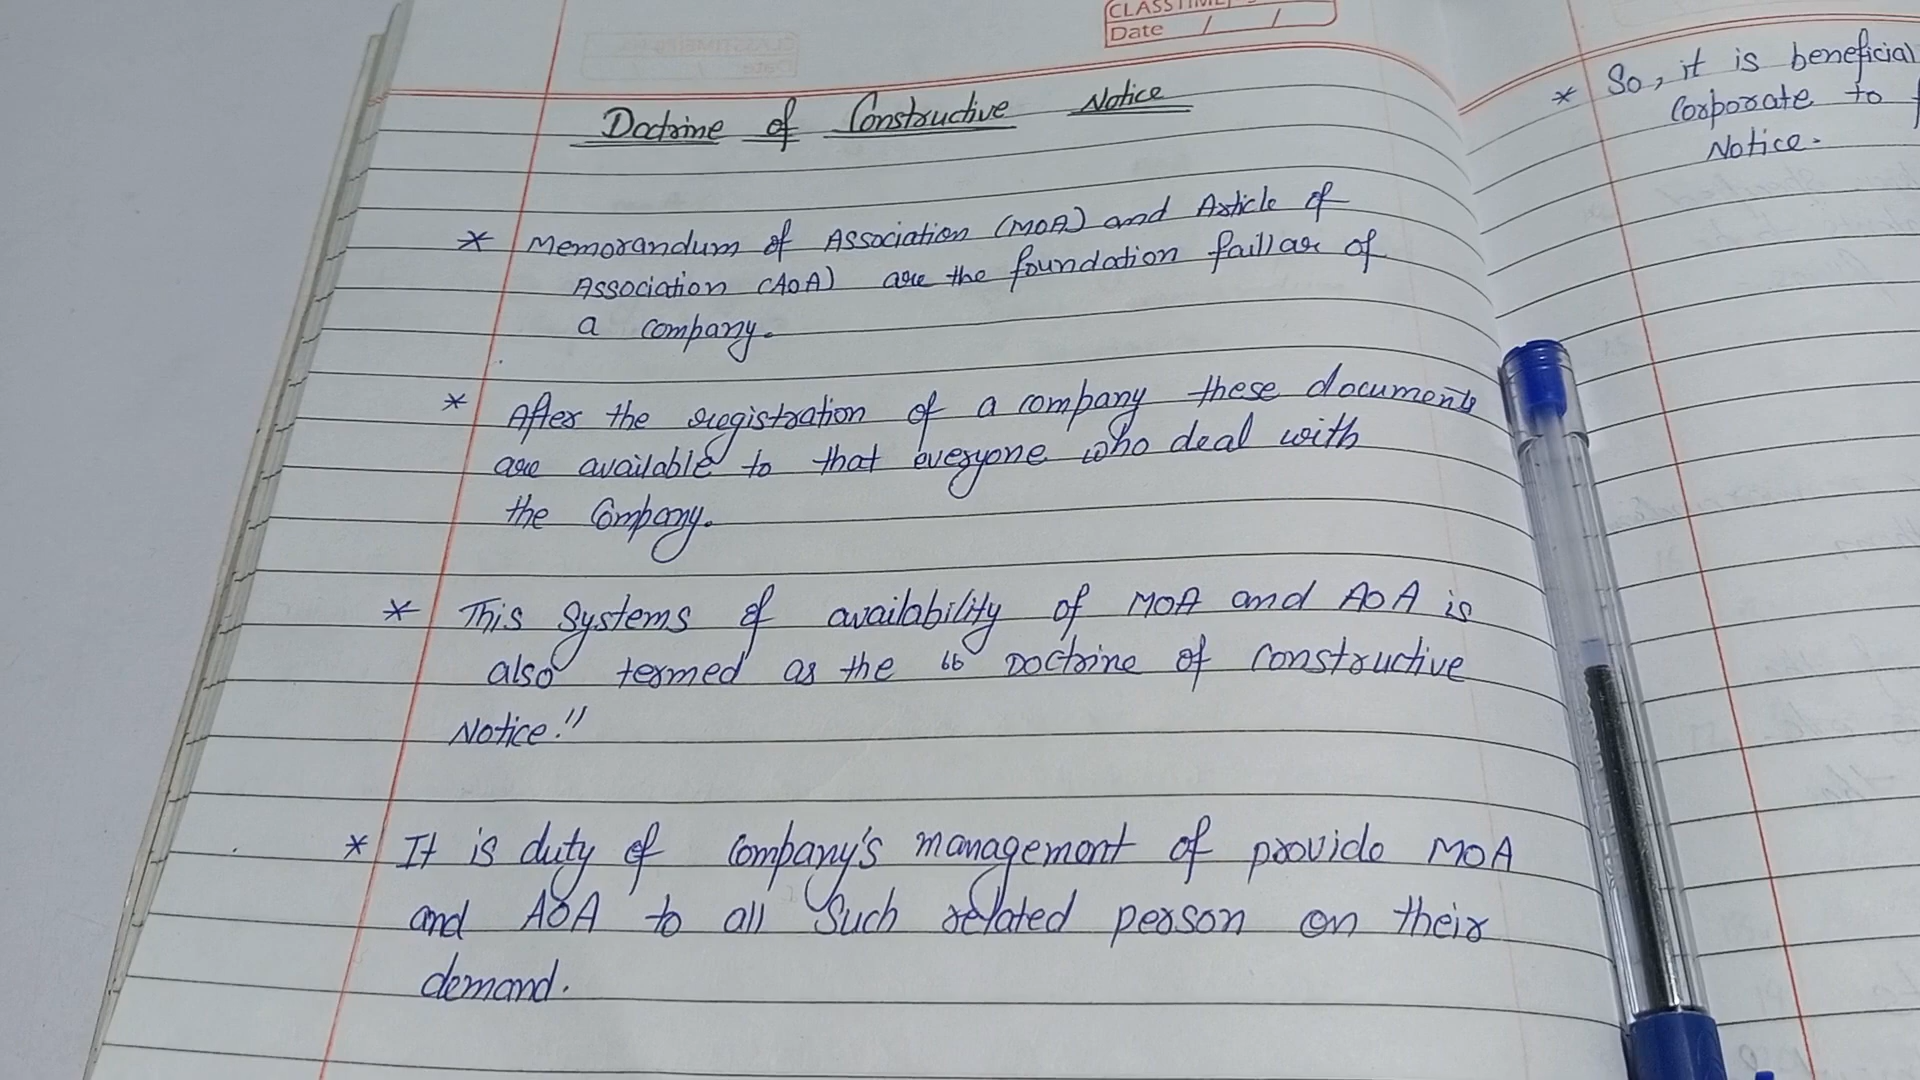 CLASSTIME
Date / /
Doctrine of Constructive Notice
* Memorandum of Association (MOA) and Article of
Association (AOA) are the foundation faillar of
a company.
* After the registration of a company these documents
are available to that everyone who deal with
the Company.
* This Systems of availability of MOA and AOA is
also termed as the " Doctrine of Constructive
Notice."
* It is duty of Company's management of provide MOA
and AOA to all Such related person on their
demand.
* So, it is beneficial
Corporate to
Notice.